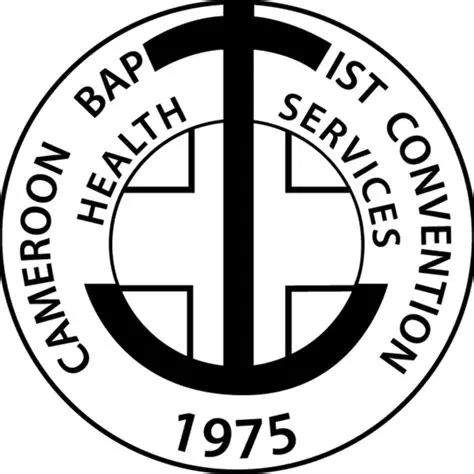 CAMEROON BAPTIST CONVENTION
HEALTH SERVICES
1975